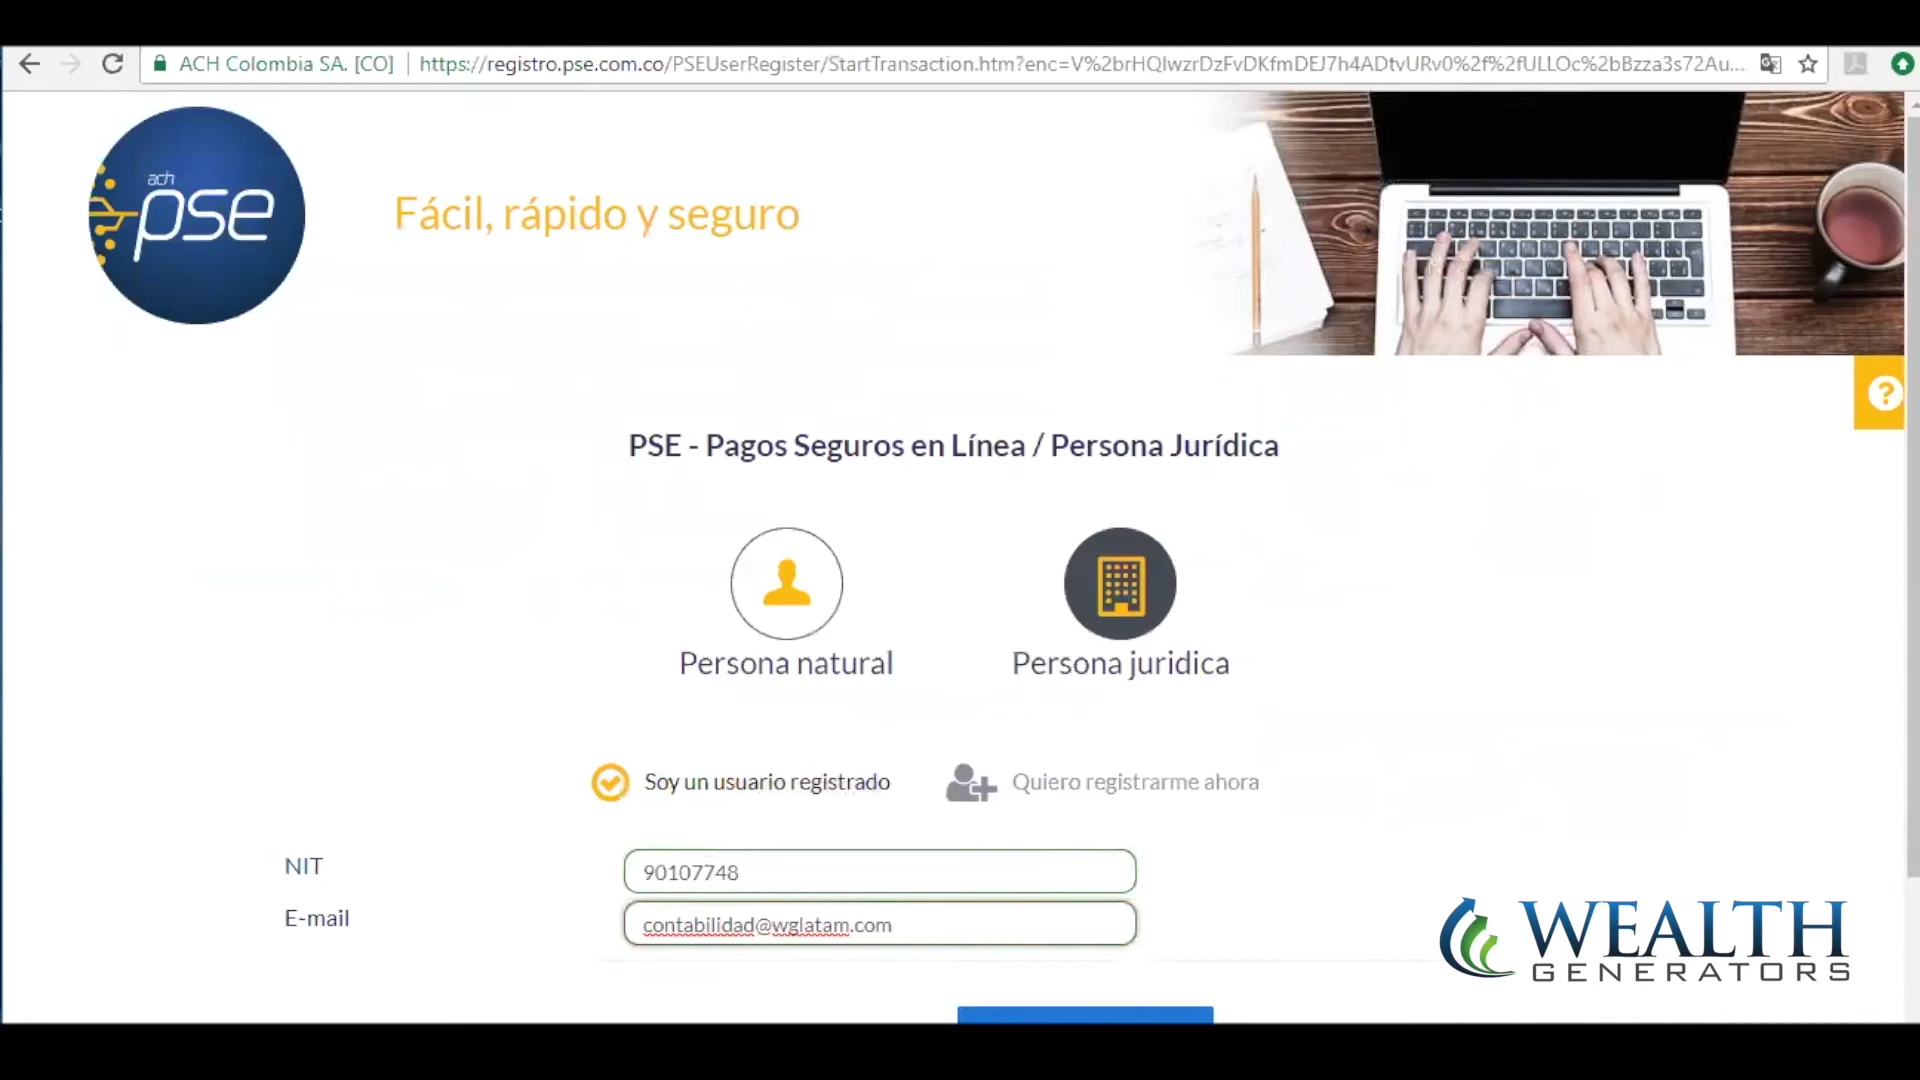 ACH Colombia SA. [CO] https://registro.pse.com.co/PSEUserRegister/StartTransaction.htm?enc=V%2brHQlwzrDzFvDKfmDEJ7h4ADtvURv0%2f%2fULLOc%2bBzza3s72Au...
ach
pse
Fácil, rápido y seguro
?
PSE - Pagos Seguros en Línea / Persona Jurídica
Persona natural
Persona juridica
Soy un usuario registrado
Quiero registrarme ahora
NIT
90107748
E-mail
contabilidad@wglatam.com
WEALTH
GENERATORS